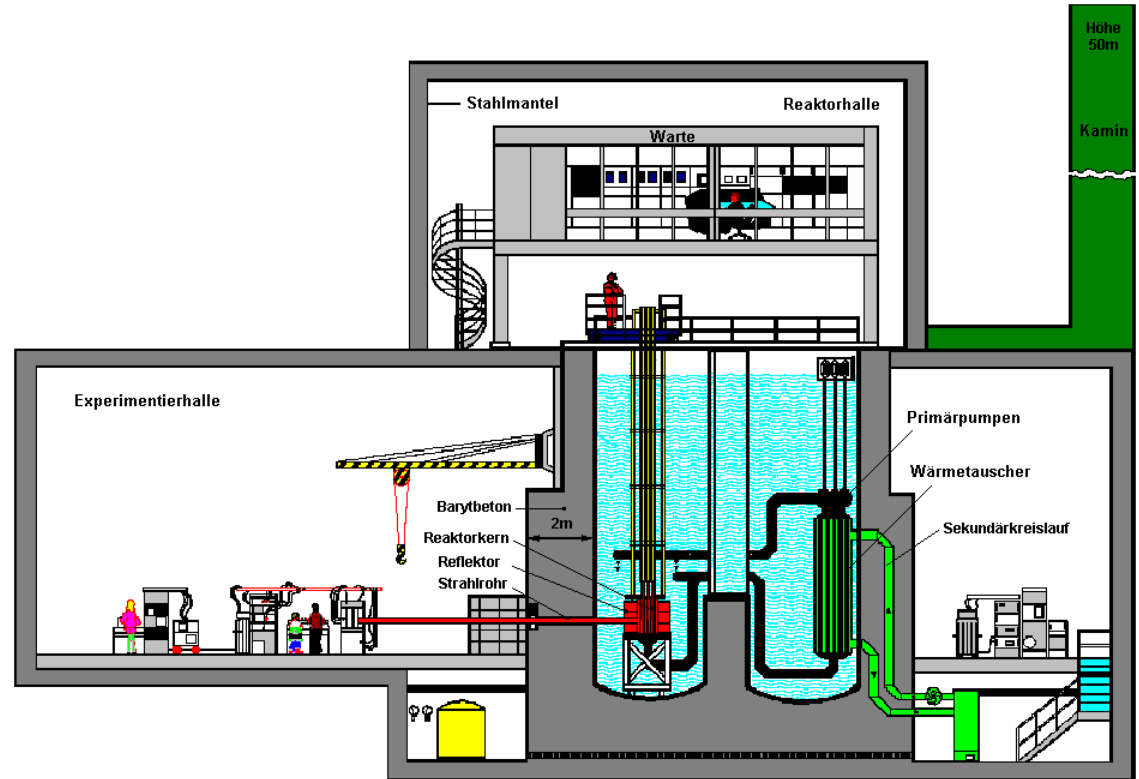 Höhe
50m
Stahlmantel
Reaktorhalle
Kamin
Warte
Experimentierhalle
Primärpumpen
Wärmetauscher
Barytbeton
2m
Sekundärkreislauf
Reaktorkern
Reflektor
Strahlrohr